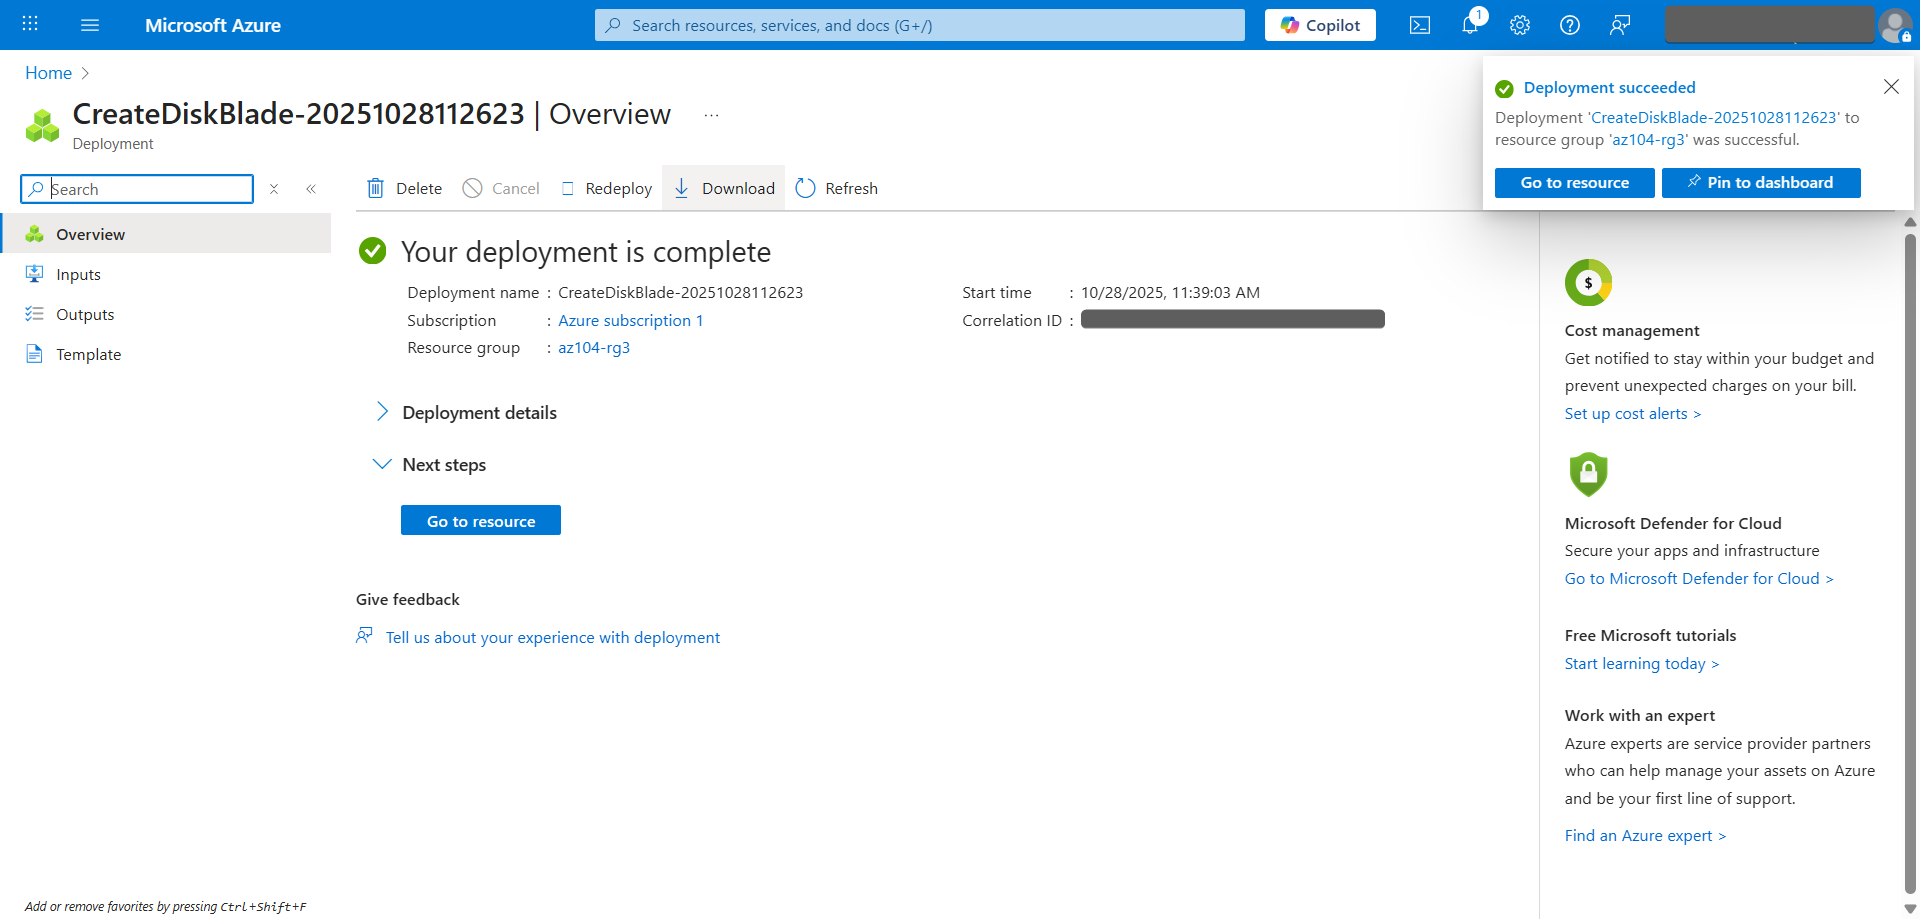 Microsoft Azure
Search resources, services, and docs (G+/)
Copilot
1
Home
CreateDiskBlade-20251028112623 | Overview ...
Deployment
Search
Overview
Inputs
Outputs
Template
Delete
Cancel
Redeploy
Download
Refresh
Your deployment is complete
Deployment name : CreateDiskBlade-20251028112623
Subscription : Azure subscription 1
Resource group : az104-rg3
Start time : 10/28/2025, 11:39:03 AM
Correlation ID :
Deployment details
Next steps
Go to resource
Give feedback
Tell us about your experience with deployment
Deployment succeeded
Deployment 'CreateDiskBlade-20251028112623' to
resource group 'az104-rg3' was successful.
Go to resource
Pin to dashboard
$
Cost management
Get notified to stay within your budget and
prevent unexpected charges on your bill.
Set up cost alerts >
Microsoft Defender for Cloud
Secure your apps and infrastructure
Go to Microsoft Defender for Cloud >
Free Microsoft tutorials
Start learning today >
Work with an expert
Azure experts are service provider partners
who can help manage your assets on Azure
and be your first line of support.
Find an Azure expert >
Add or remove favorites by pressing Ctrl+Shift+F